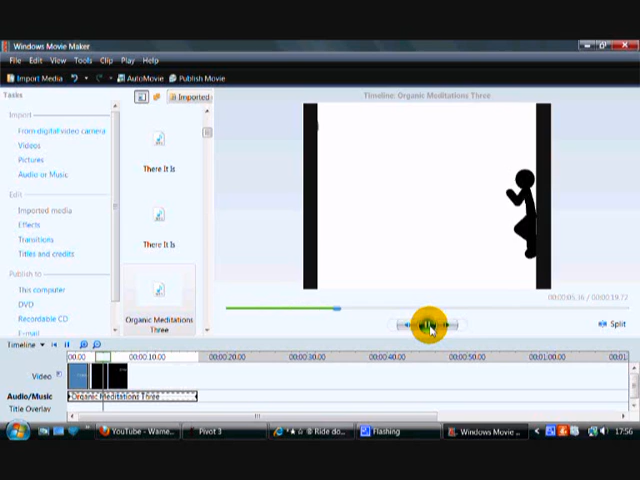 Windows Movie Maker
File Edit View Tools Clip Play Help
Import Media AutoMovie Publish Movie
Tasks
Imported
Timeline: Organic Meditations Three
Import
From digital video camera
Videos
Pictures
Audio or Music
There It Is
Edit
Imported media
Effects
Transitions
Titles and credits
There It Is
Publish to
This computer
DVD
Recordable CD
E-mail
Organic Meditations Three
00:00:05.16 / 00:00:19.72
Split
Timeline
00.00 00:00:10.00 00:00:20.00 00:00:30.00 00:00:40.00 00:00:50.00 00:01:00.00
Video
Audio/Music Organic Meditations Three
Title Overlay
YouTube - Warne... Pivot 3 Ride do... Flashing Windows Movie ... 17:56